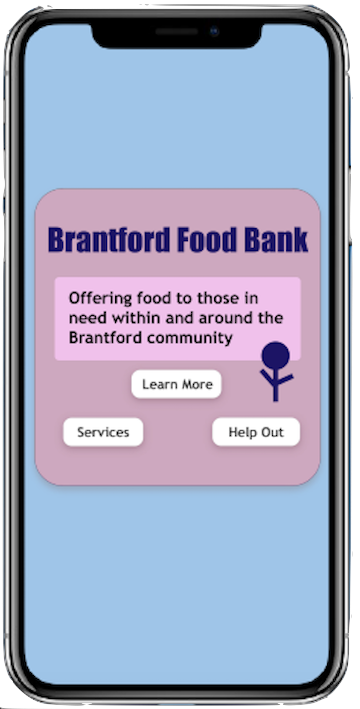 Brantford Food Bank
Offering food to those in
need within and around the
Brantford community
Learn More
Services
Help Out